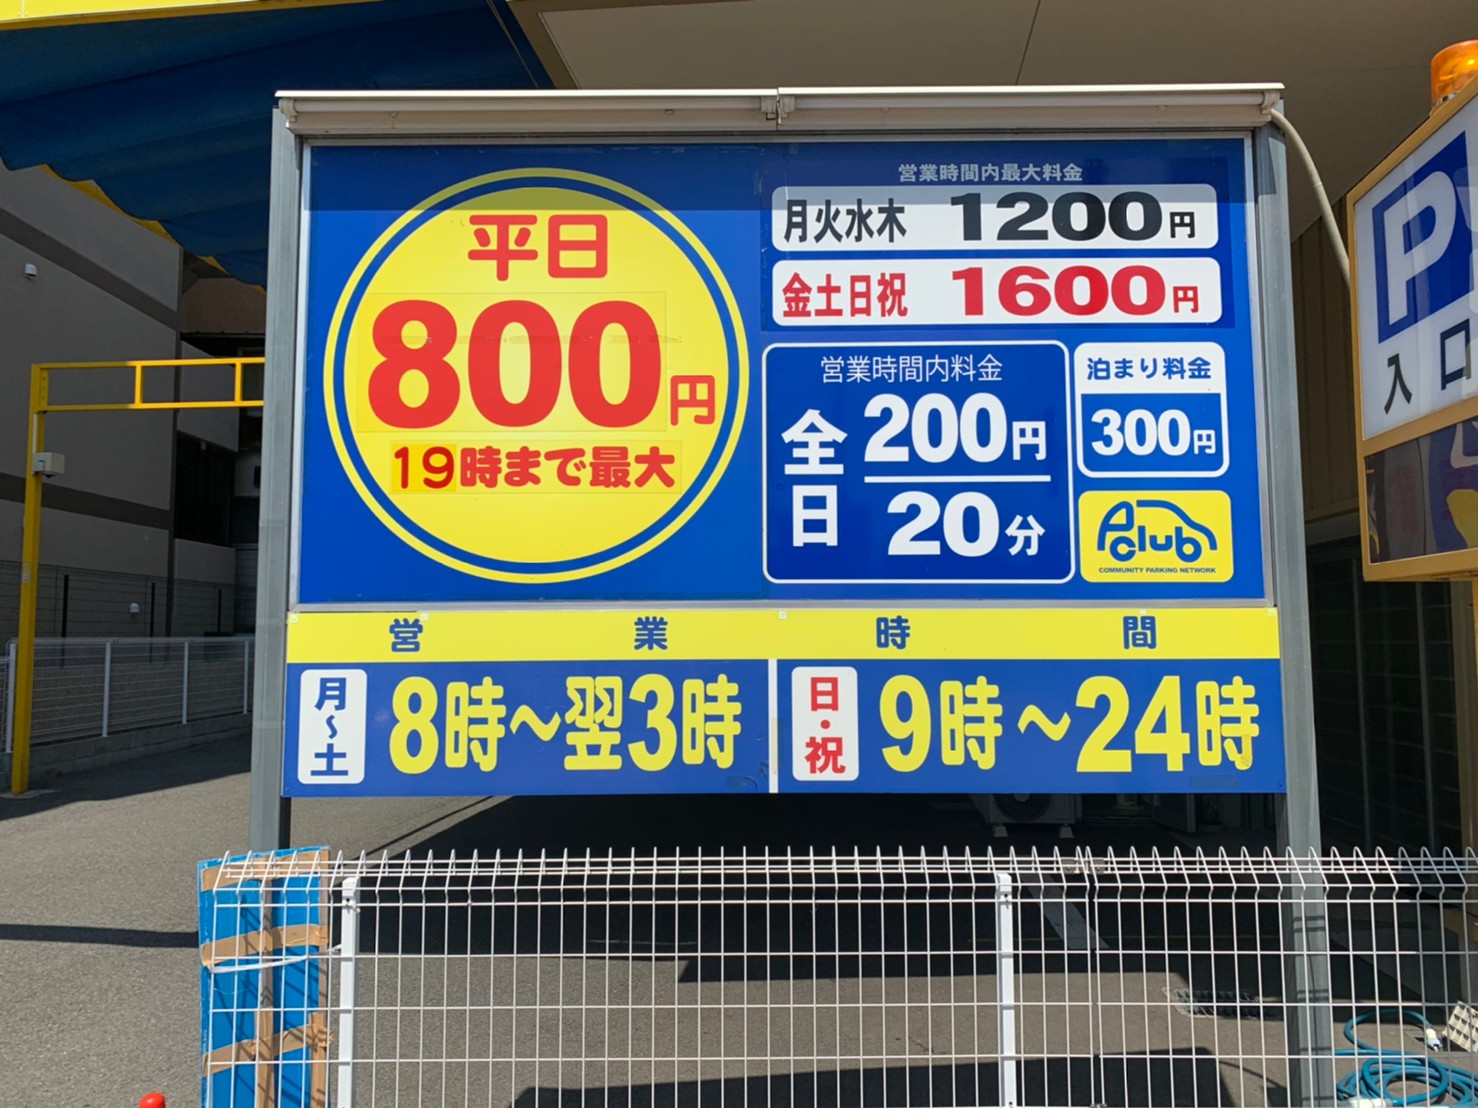 平日
800円
19時まで最大
営業時間内最大料金
月火水木 1200円
金土日祝 1600円
営業時間内料金
全日
200円
20分
泊まり料金
300円
Pclub
COMMUNITY PARKING NETWORK
営業時間
月～土 8時～翌3時
日・祝 9時～24時
P
入口